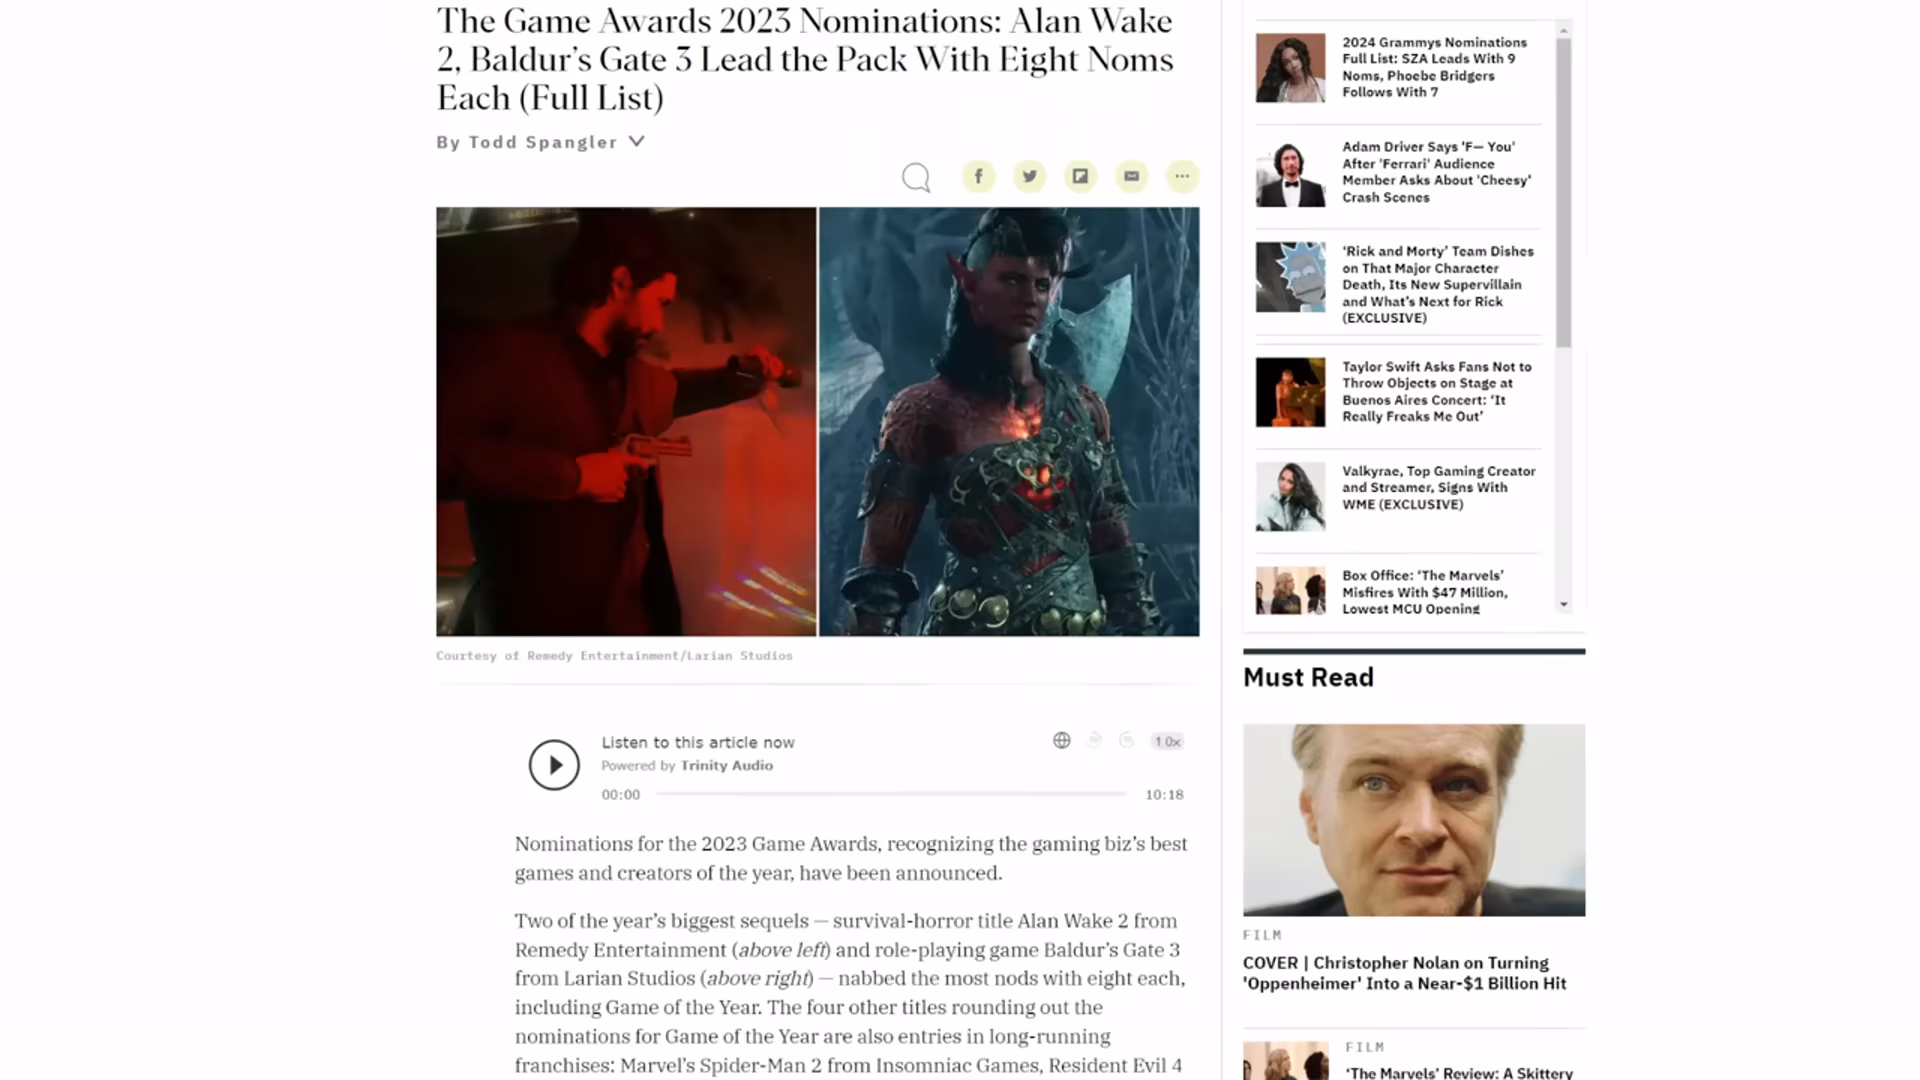 The Game Awards 2023 Nominations: Alan Wake
2, Baldur’s Gate 3 Lead the Pack With Eight Noms
Each (Full List)
By Todd Spangler
Courtesy of Remedy Entertainment/Larian Studios
Listen to this article now
Powered by Trinity Audio
1.0x
00:00
10:18
Nominations for the 2023 Game Awards, recognizing the gaming biz’s best
games and creators of the year, have been announced.
Two of the year’s biggest sequels — survival-horror title Alan Wake 2 from
Remedy Entertainment (above left) and role-playing game Baldur’s Gate 3
from Larian Studios (above right) — nabbed the most nods with eight each,
including Game of the Year. The four other titles rounding out the
nominations for Game of the Year are also entries in long-running
franchises: Marvel’s Spider-Man 2 from Insomniac Games, Resident Evil 4
2024 Grammys Nominations
Full List: SZA Leads With 9
Noms, Phoebe Bridgers
Follows With 7
Adam Driver Says 'F— You'
After 'Ferrari' Audience
Member Asks About 'Cheesy'
Crash Scenes
‘Rick and Morty’ Team Dishes
on That Major Character
Death, Its New Supervillain
and What’s Next for Rick
(EXCLUSIVE)
Taylor Swift Asks Fans Not to
Throw Objects on Stage at
Buenos Aires Concert: ‘It
Really Freaks Me Out’
Valkyrae, Top Gaming Creator
and Streamer, Signs With
WME (EXCLUSIVE)
Box Office: ‘The Marvels’
Misfires With $47 Million,
Lowest MCU Opening
Must Read
FILM
COVER | Christopher Nolan on Turning
'Oppenheimer' Into a Near-$1 Billion Hit
FILM
‘The Marvels’ Review: A Skittery